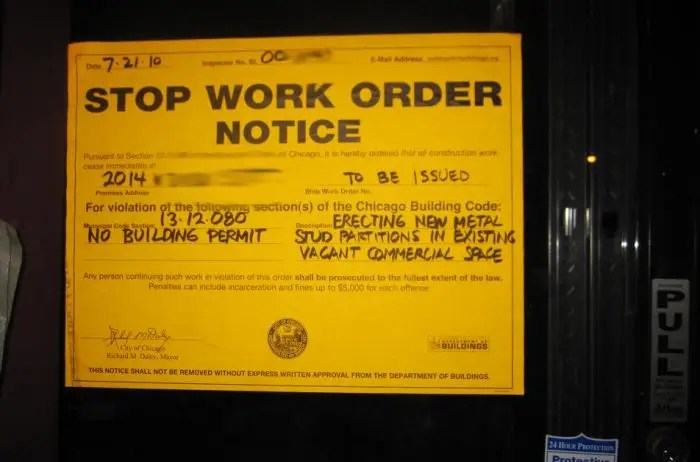 Date 7·21·10 Inspector No. BL 00 E-Mail Address
STOP WORK ORDER
NOTICE
Pursuant to Section of Chicago, it is hereby ordered that all construction work
cease immediately at
2014 TO BE ISSUED
Premises Address Stop Work Order No.
For violation of the following section(s) of the Chicago Building Code:
Municipal Code Section 13·12·080 Description ERECTING NEW METAL
NO BUILDING PERMIT STUD PARTITIONS IN EXISTING
VACANT COMMERCIAL SPACE
Any person continuing such work in violation of this order shall be prosecuted to the fullest extent of the law.
Penalties can include incarceration and fines up to $5,000 for each offense
City of Chicago
Richard M. Daley, Mayor
DEPARTMENT OF
BUILDINGS
THIS NOTICE SHALL NOT BE REMOVED WITHOUT EXPRESS WRITTEN APPROVAL FROM THE DEPARTMENT OF BUILDINGS.
PULL
24 HOUR PROTECTION
Protective